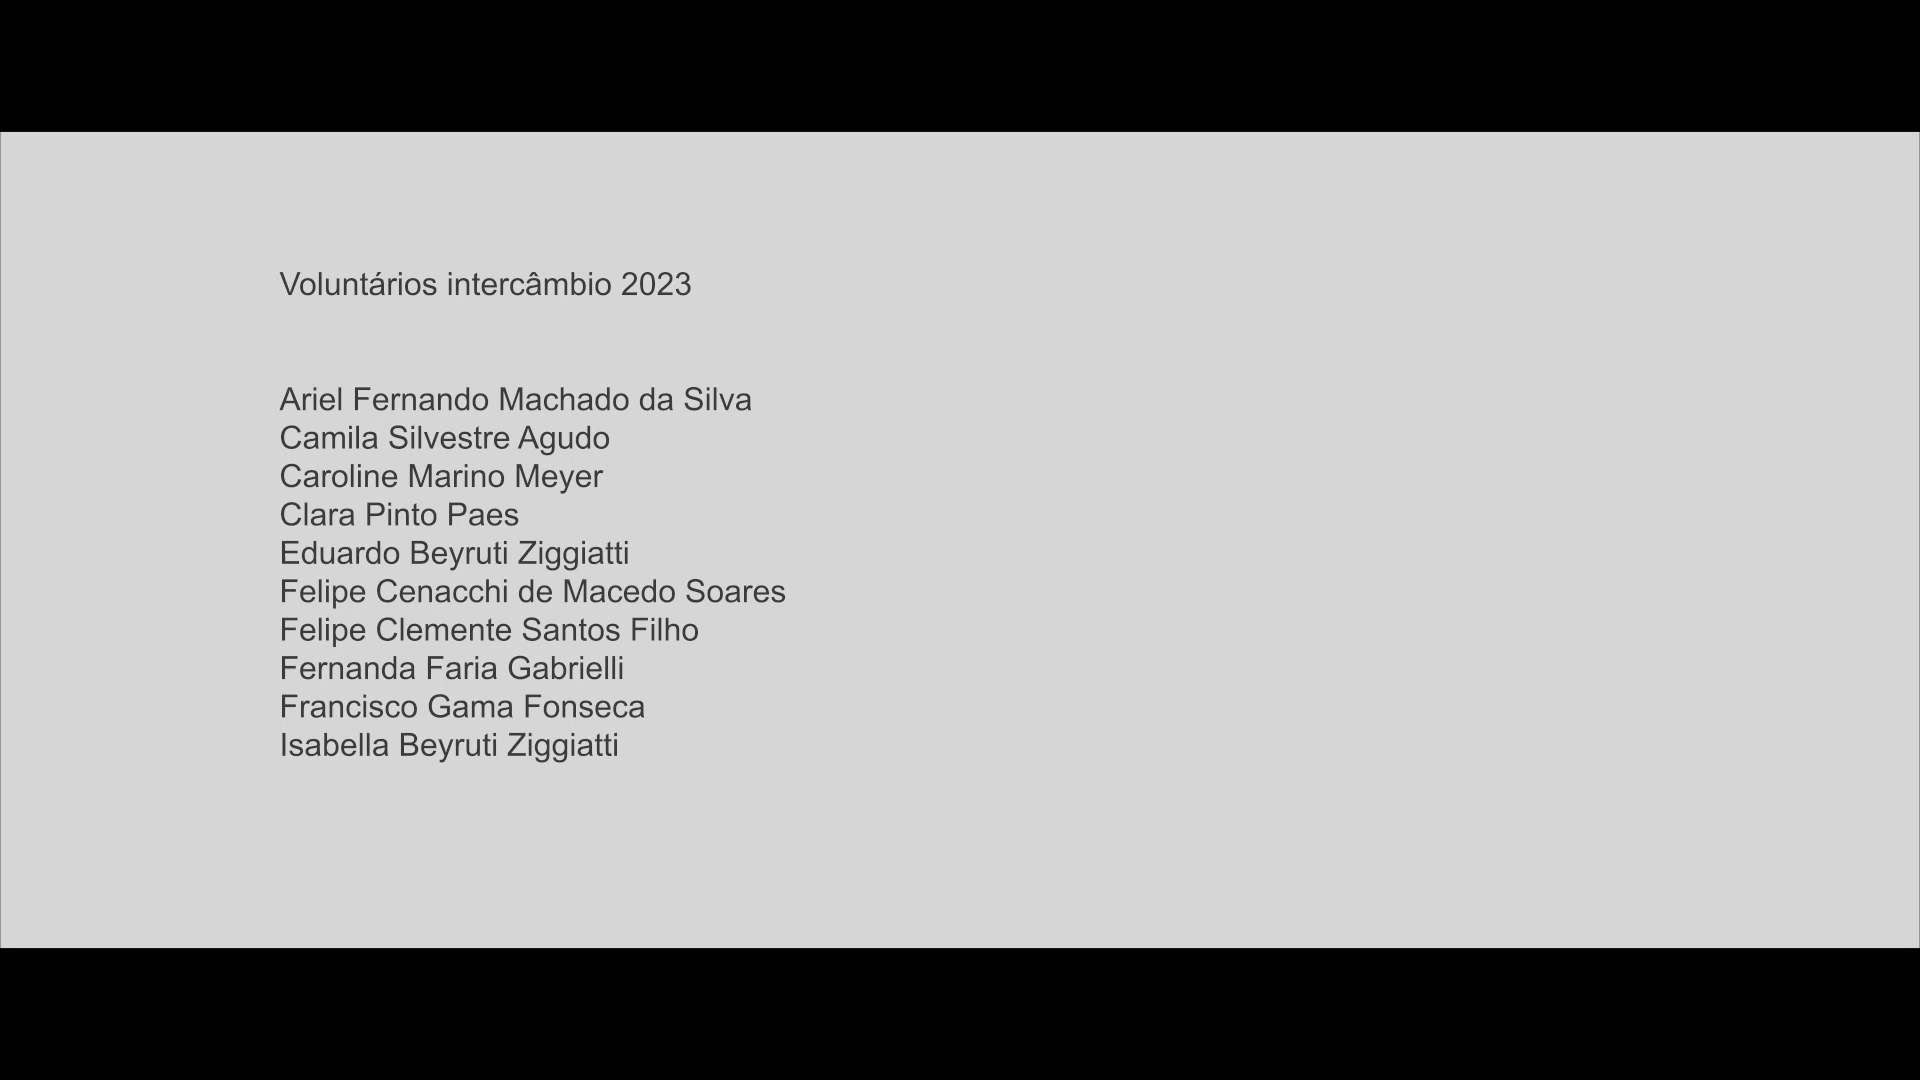 Voluntários intercâmbio 2023
Ariel Fernando Machado da Silva
Camila Silvestre Agudo
Caroline Marino Meyer
Clara Pinto Paes
Eduardo Beyruti Ziggiatti
Felipe Cenacchi de Macedo Soares
Felipe Clemente Santos Filho
Fernanda Faria Gabrielli
Francisco Gama Fonseca
Isabella Beyruti Ziggiatti